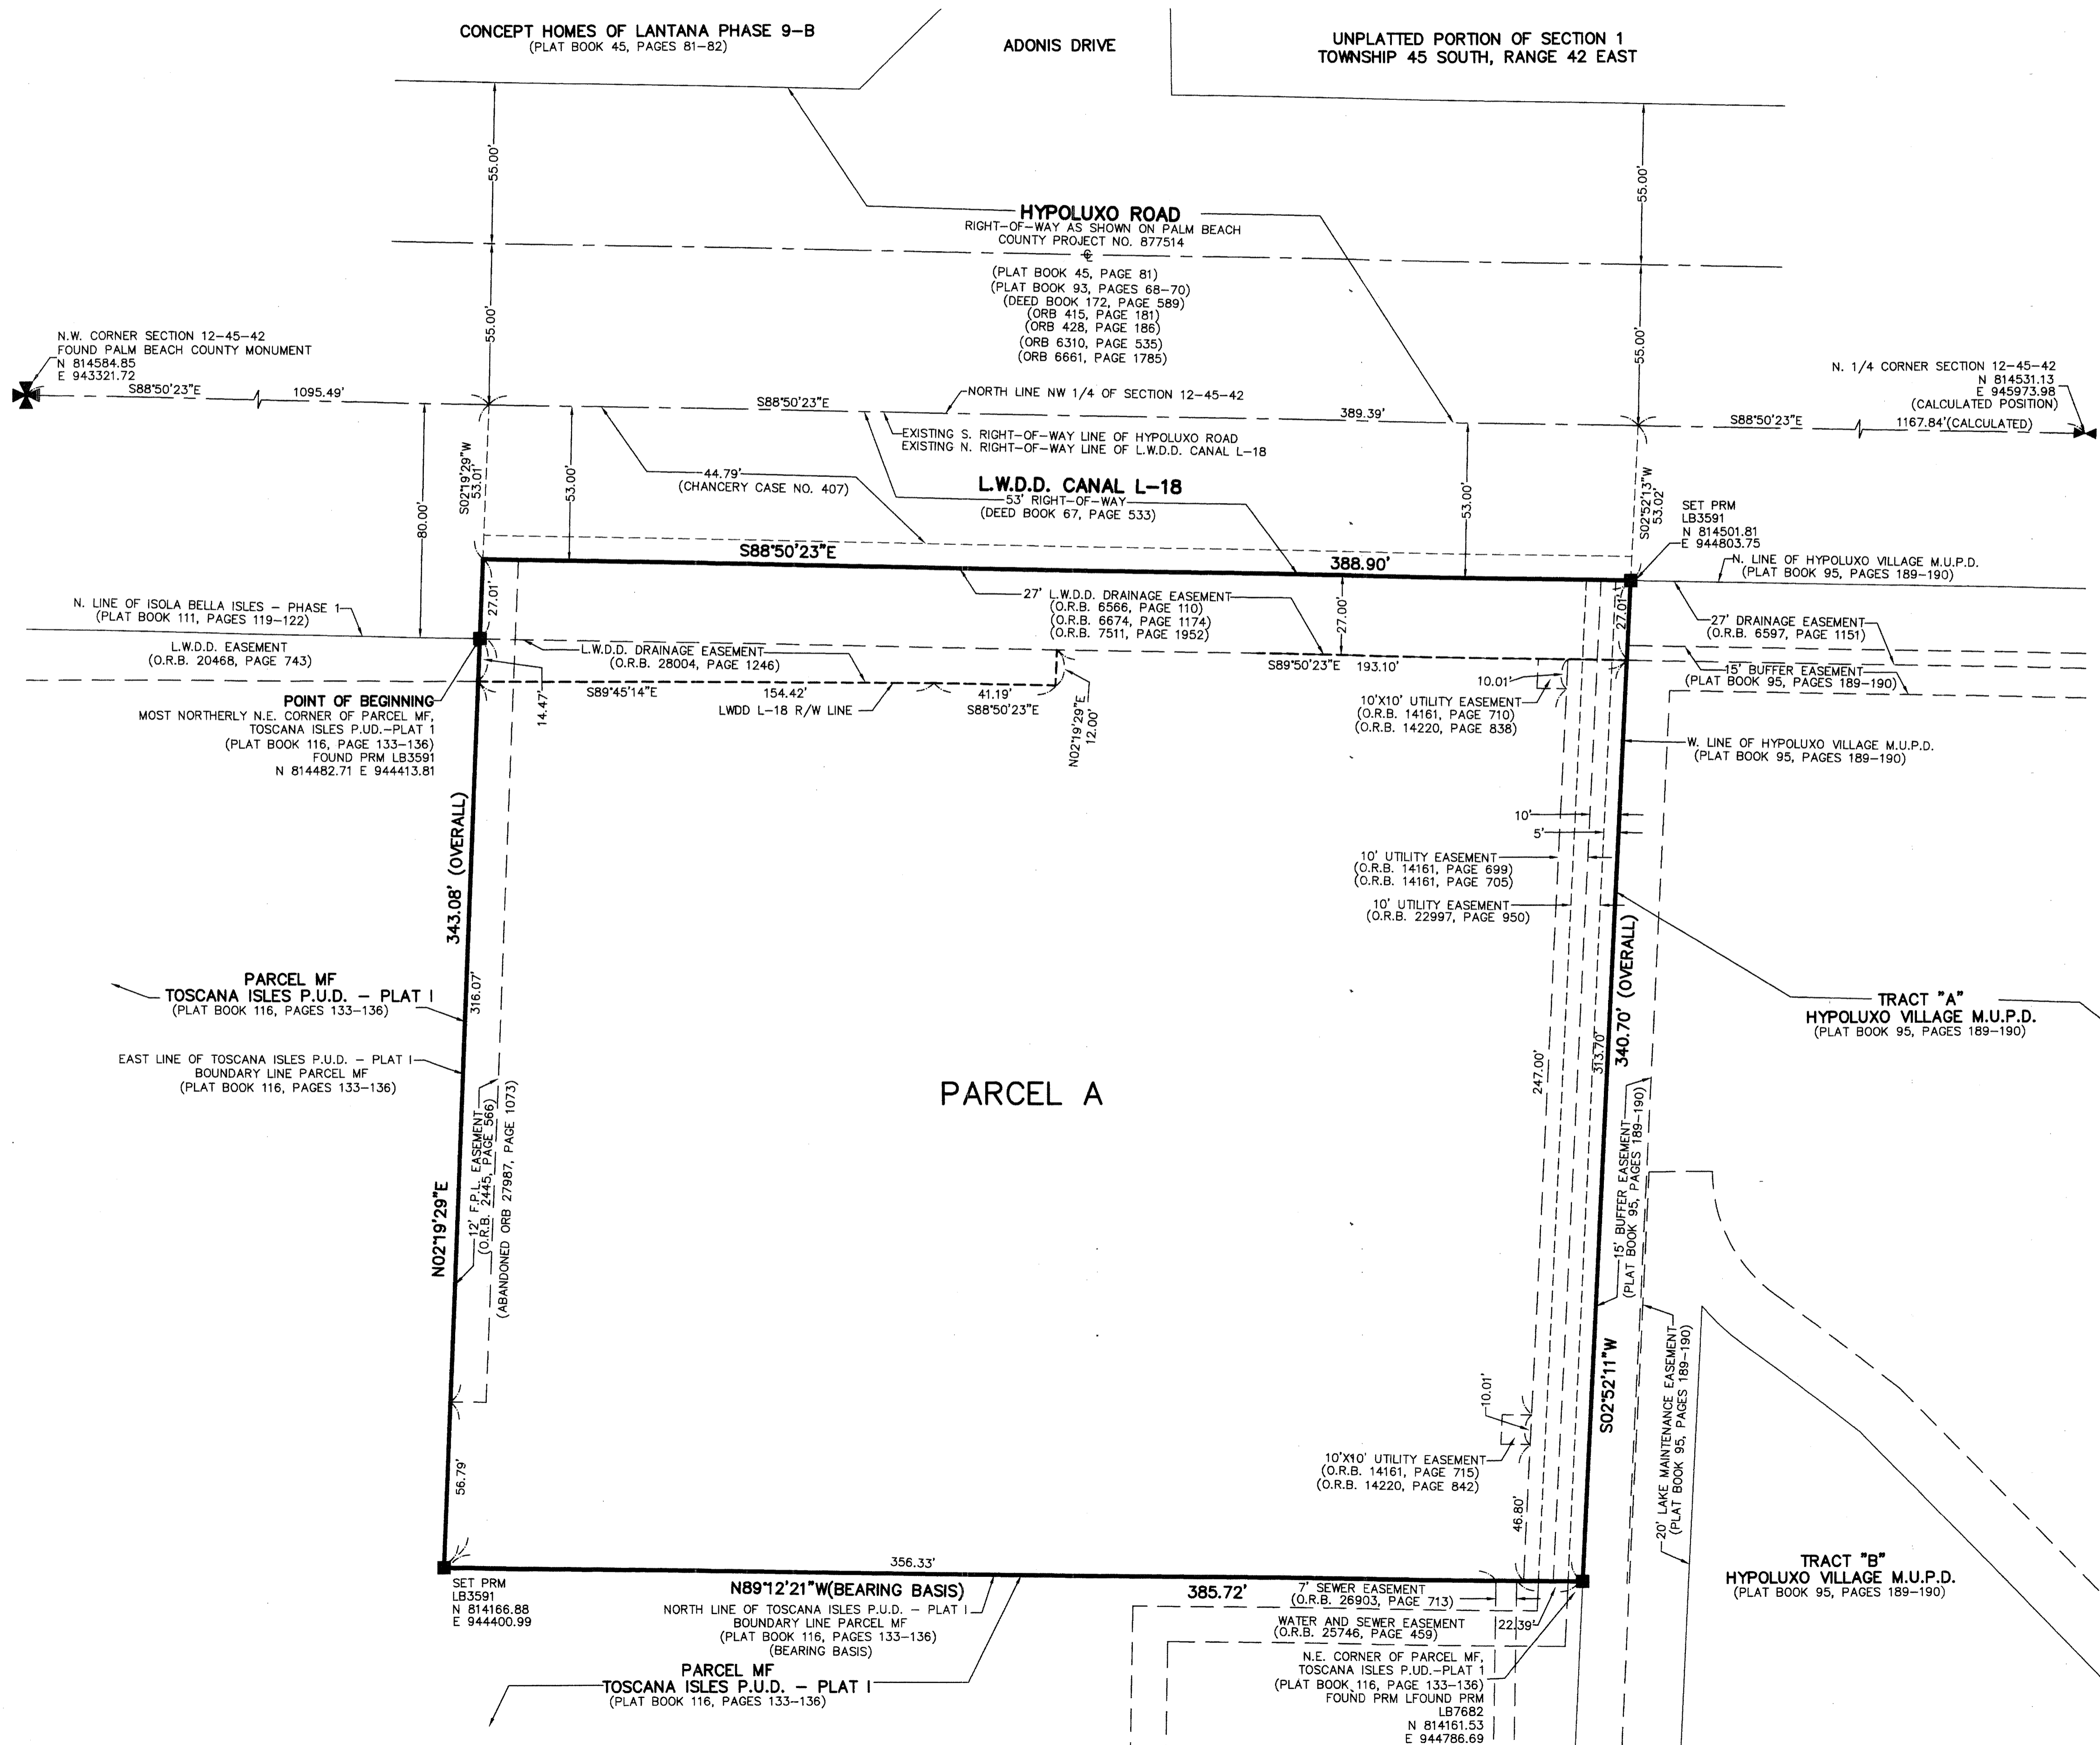 CONCEPT HOMES OF LANTANA PHASE 9-B
(PLAT BOOK 45, PAGES 81-82)
ADONIS DRIVE
UNPLATTED PORTION OF SECTION 1
TOWNSHIP 45 SOUTH, RANGE 42 EAST
55.00'
55.00'
HYPOLUXO ROAD
RIGHT-OF-WAY AS SHOWN ON PALM BEACH
COUNTY PROJECT NO. 877514
℄
(PLAT BOOK 45, PAGE 81)
(PLAT BOOK 93, PAGES 68-70)
(DEED BOOK 172, PAGE 589)
(ORB 415, PAGE 181)
(ORB 428, PAGE 186)
(ORB 6310, PAGE 535)
(ORB 6661, PAGE 1785)
55.00'
55.00'
N.W. CORNER SECTION 12-45-42
FOUND PALM BEACH COUNTY MONUMENT
N 814584.85
E 943321.72
S88°50'23"E
1095.49'
S88°50'23"E
NORTH LINE NW 1/4 OF SECTION 12-45-42
389.39'
N. 1/4 CORNER SECTION 12-45-42
N 814531.13
E 945973.98
(CALCULATED POSITION)
S88°50'23"E
1167.84'(CALCULATED)
EXISTING S. RIGHT-OF-WAY LINE OF HYPOLUXO ROAD
EXISTING N. RIGHT-OF-WAY LINE OF L.W.D.D. CANAL L-18
80.00'
S02°19'29"W
53.01'
53.00'
44.79'
(CHANCERY CASE NO. 407)
L.W.D.D. CANAL L-18
53' RIGHT-OF-WAY
(DEED BOOK 67, PAGE 533)
53.00'
S02°52'13"W
53.02'
SET PRM
LB3591
N 814501.81
E 944803.75
S88°50'23"E
388.90'
N. LINE OF HYPOLUXO VILLAGE M.U.P.D.
(PLAT BOOK 95, PAGES 189-190)
N. LINE OF ISOLA BELLA ISLES - PHASE 1
(PLAT BOOK 111, PAGES 119-122)
27.01'
27' L.W.D.D. DRAINAGE EASEMENT
(O.R.B. 6566, PAGE 110)
(O.R.B. 6674, PAGE 1174)
(O.R.B. 7511, PAGE 1952)
27.00'
27.01'
27' DRAINAGE EASEMENT
(O.R.B. 6597, PAGE 1151)
L.W.D.D. EASEMENT
(O.R.B. 20468, PAGE 743)
L.W.D.D. DRAINAGE EASEMENT
(O.R.B. 28004, PAGE 1246)
S89°50'23"E
193.10'
15' BUFFER EASEMENT
(PLAT BOOK 95, PAGES 189-190)
POINT OF BEGINNING
MOST NORTHERLY N.E. CORNER OF PARCEL MF,
TOSCANA ISLES P.UD.-PLAT 1
(PLAT BOOK 116, PAGE 133-136)
FOUND PRM LB3591
N 814482.71 E 944413.81
14.47'
S89°45'14"E
154.42'
41.19'
S88°50'23"E
LWDD L-18 R/W LINE
N02°19'29"E
12.00'
10.01'
10'X10' UTILITY EASEMENT
(O.R.B. 14161, PAGE 710)
(O.R.B. 14220, PAGE 838)
W. LINE OF HYPOLUXO VILLAGE M.U.P.D.
(PLAT BOOK 95, PAGES 189-190)
10'
5'
10' UTILITY EASEMENT
(O.R.B. 14161, PAGE 699)
(O.R.B. 14161, PAGE 705)
10' UTILITY EASEMENT
(O.R.B. 22997, PAGE 950)
343.08' (OVERALL)
316.07'
340.70' (OVERALL)
313.70'
PARCEL MF
TOSCANA ISLES P.U.D. - PLAT I
(PLAT BOOK 116, PAGES 133-136)
TRACT "A"
HYPOLUXO VILLAGE M.U.P.D.
(PLAT BOOK 95, PAGES 189-190)
EAST LINE OF TOSCANA ISLES P.U.D. - PLAT I
BOUNDARY LINE PARCEL MF
(PLAT BOOK 116, PAGES 133-136)
PARCEL A
247.00'
N02°19'29"E
12' F.P.L. EASEMENT
(O.R.B. 2445, PAGE 566)
(ABANDONED ORB 27987, PAGE 1073)
15' BUFFER EASEMENT
(PLAT BOOK 95, PAGES 189-190)
S02°52'11"W
20' LAKE MAINTENANCE EASEMENT
(PLAT BOOK 95, PAGES 189-190)
56.79'
10.01'
10'X10' UTILITY EASEMENT
(O.R.B. 14161, PAGE 715)
(O.R.B. 14220, PAGE 842)
46.80'
356.33'
SET PRM
LB3591
N 814166.88
E 944400.99
N89°12'21"W(BEARING BASIS)
385.72'
NORTH LINE OF TOSCANA ISLES P.U.D. - PLAT I
BOUNDARY LINE PARCEL MF
(PLAT BOOK 116, PAGES 133-136)
(BEARING BASIS)
7' SEWER EASEMENT
(O.R.B. 26903, PAGE 713)
WATER AND SEWER EASEMENT
(O.R.B. 25746, PAGE 459)
22.39'
TRACT "B"
HYPOLUXO VILLAGE M.U.P.D.
(PLAT BOOK 95, PAGES 189-190)
PARCEL MF
TOSCANA ISLES P.U.D. - PLAT I
(PLAT BOOK 116, PAGES 133-136)
N.E. CORNER OF PARCEL MF,
TOSCANA ISLES P.UD.-PLAT 1
(PLAT BOOK 116, PAGE 133-136)
FOUND PRM LFOUND PRM
LB7682
N 814161.53
E 944786.69